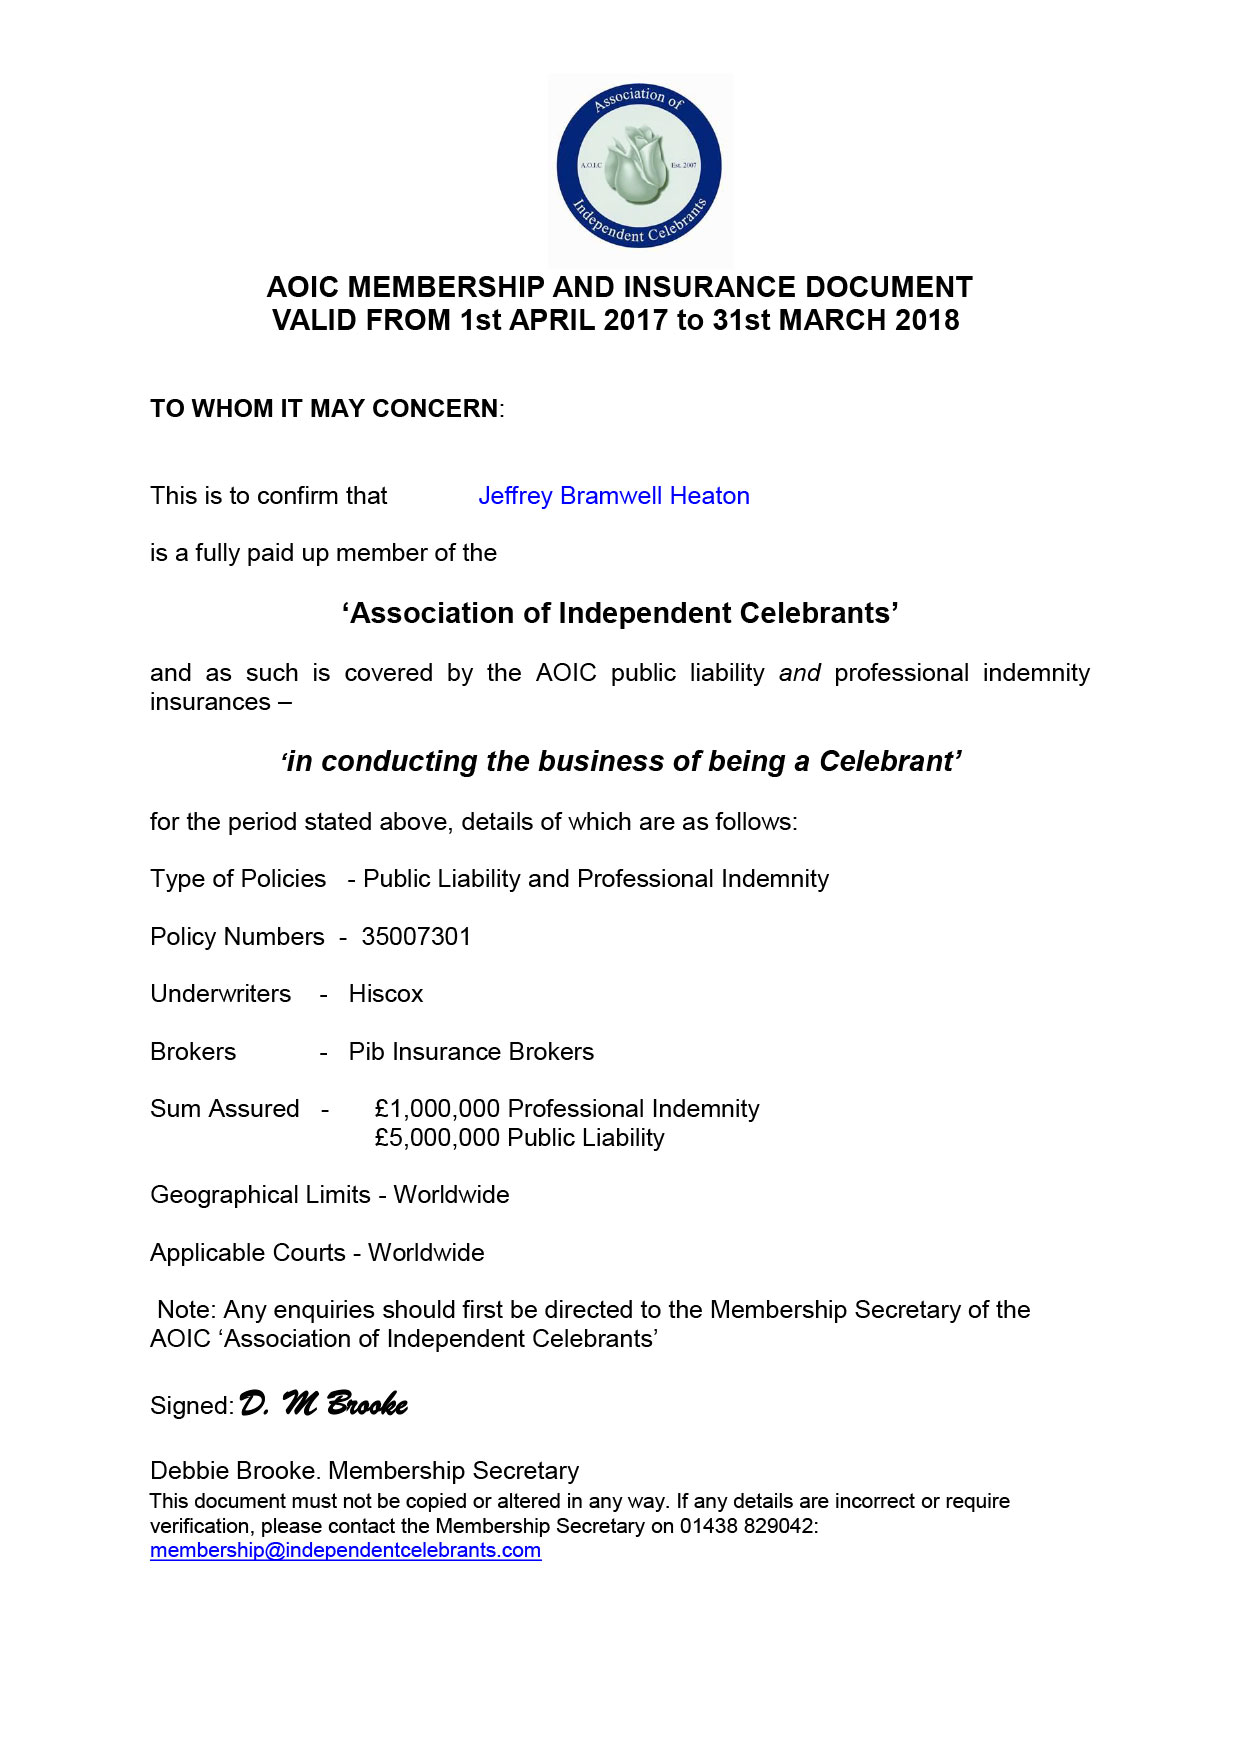 Association of
A.O.I.C Est. 2007
Independent Celebrants
AOIC MEMBERSHIP AND INSURANCE DOCUMENT
VALID FROM 1st APRIL 2017 to 31st MARCH 2018
TO WHOM IT MAY CONCERN:
This is to confirm that Jeffrey Bramwell Heaton
is a fully paid up member of the
‘Association of Independent Celebrants’
and as such is covered by the AOIC public liability and professional indemnity
insurances –
‘in conducting the business of being a Celebrant’
for the period stated above, details of which are as follows:
Type of Policies - Public Liability and Professional Indemnity
Policy Numbers - 35007301
Underwriters - Hiscox
Brokers - Pib Insurance Brokers
Sum Assured - £1,000,000 Professional Indemnity
£5,000,000 Public Liability
Geographical Limits - Worldwide
Applicable Courts - Worldwide
Note: Any enquiries should first be directed to the Membership Secretary of the
AOIC ‘Association of Independent Celebrants’
Signed: D. M Brooke
Debbie Brooke. Membership Secretary
This document must not be copied or altered in any way. If any details are incorrect or require
verification, please contact the Membership Secretary on 01438 829042:
membership@independentcelebrants.com